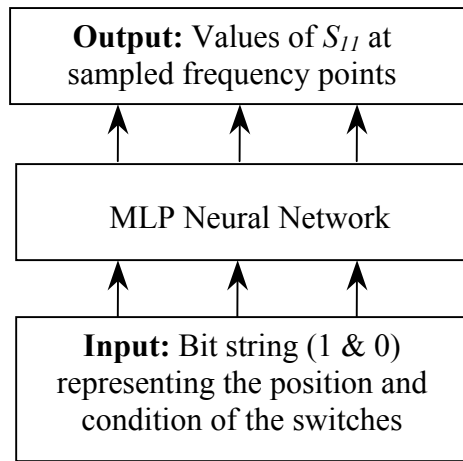 Output: Values of S11 at
sampled frequency points
MLP Neural Network
Input: Bit string (1 & 0)
representing the position and
condition of the switches